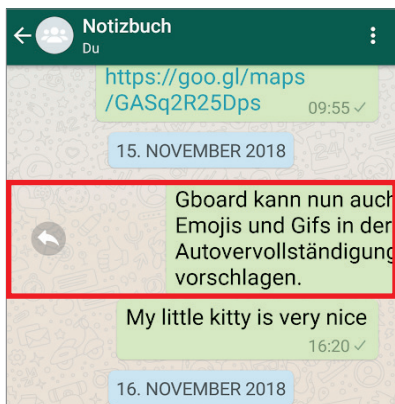 Notizbuch
Du
https://goo.gl/maps
/GASq2R25Dps
09:55
15. NOVEMBER 2018
Gboard kann nun auch
Emojis und Gifs in der
Autovervollständigung
vorschlagen.
My little kitty is very nice
16:20
16. NOVEMBER 2018